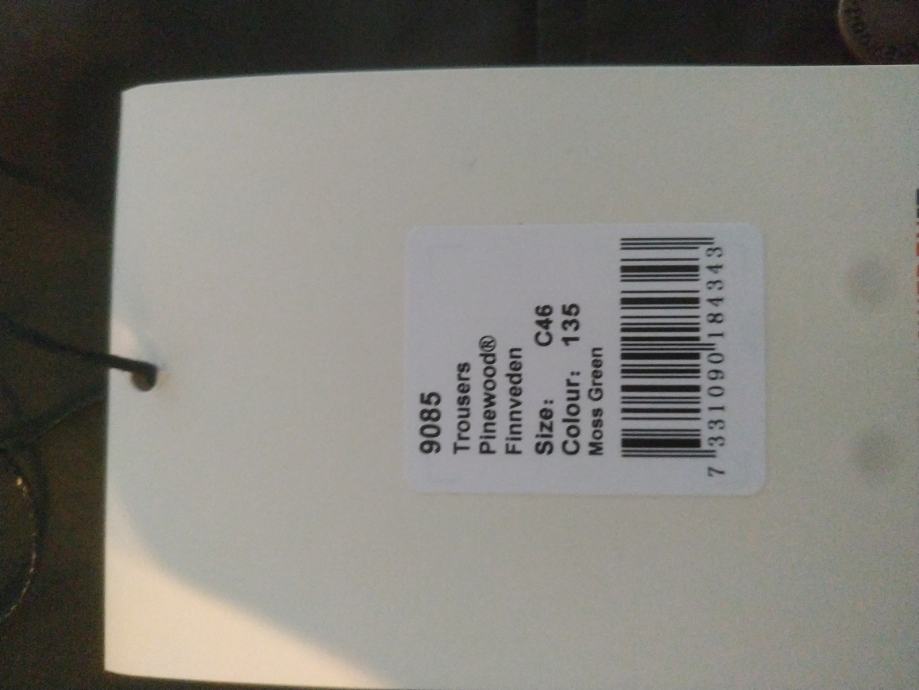 9085
Trousers
Pinewood®
Finnveden
Size: C46
Colour: 135
Moss Green
7 331090 184343